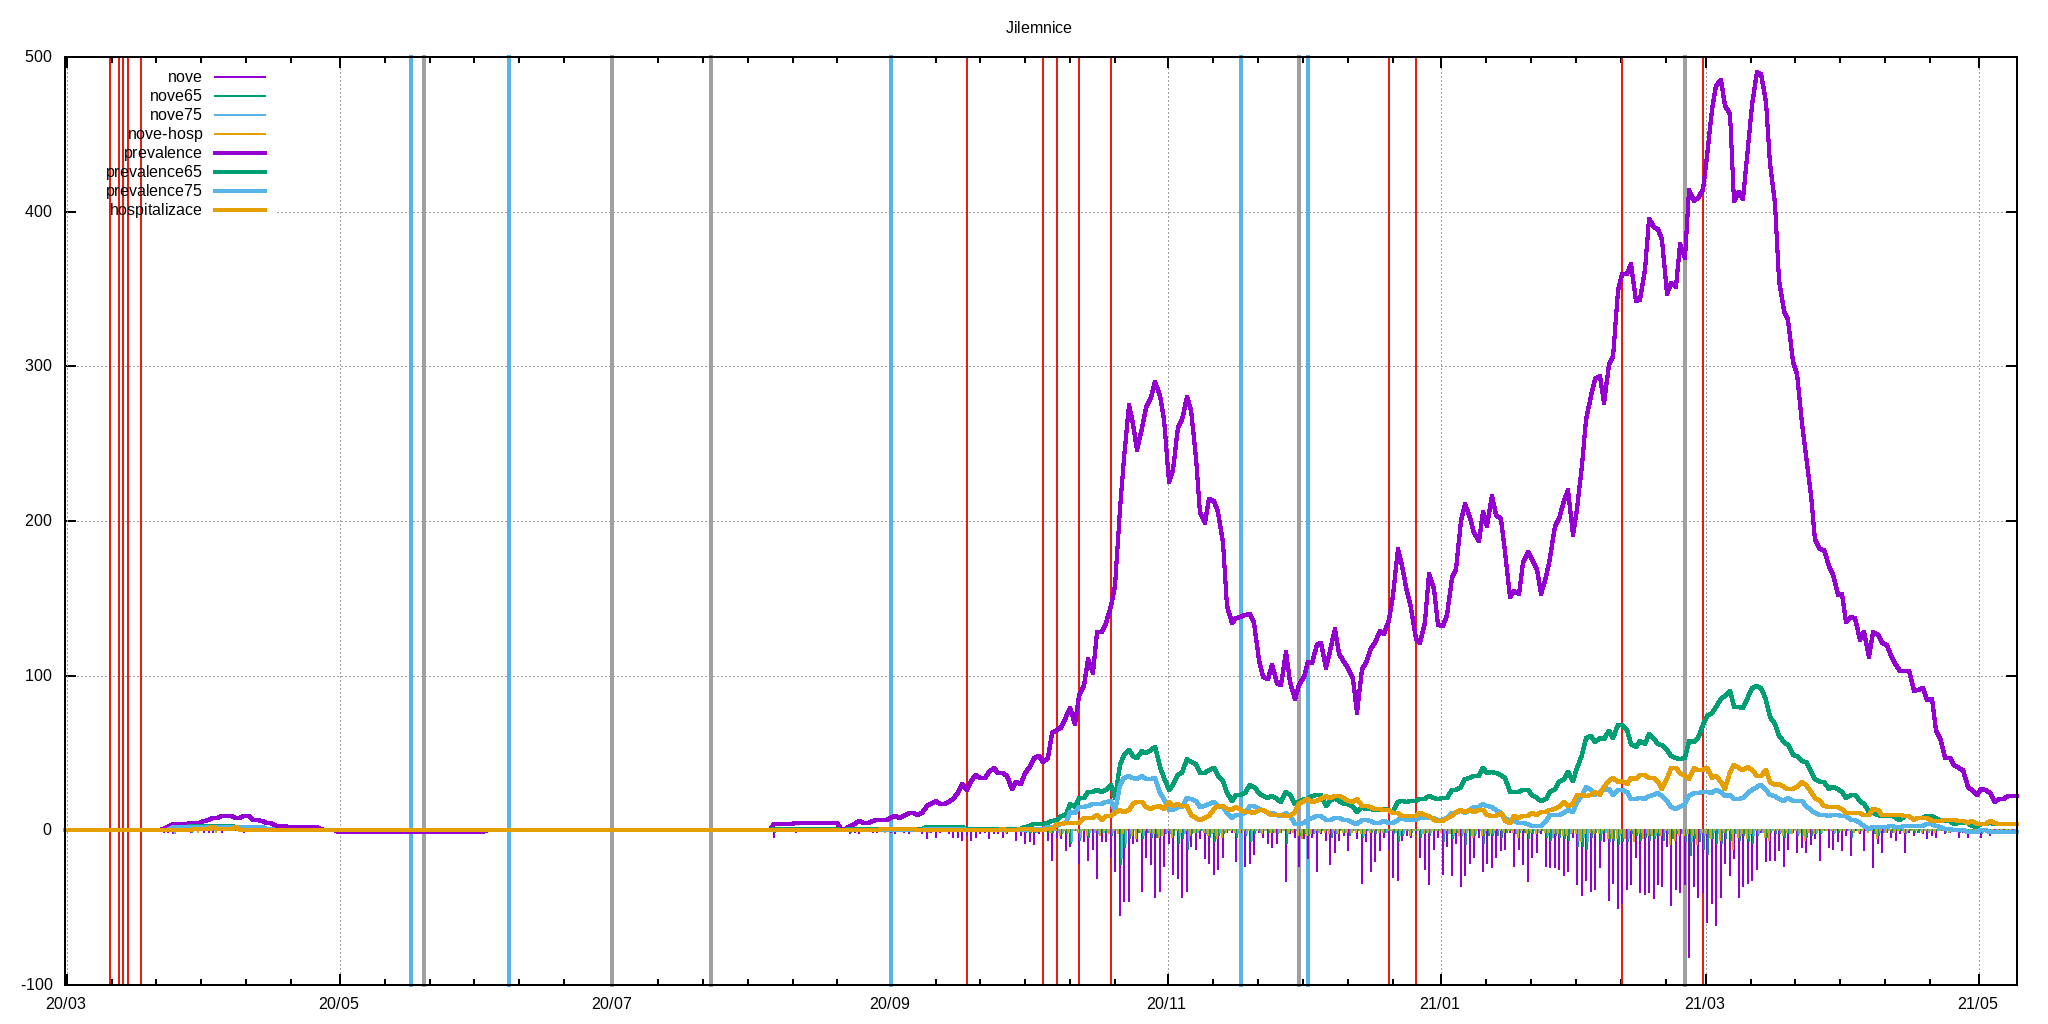 Jilemnice
500
nove
nove65
nove75
nove-hosp
prevalence
prevalence65
prevalence75
hospitalizace
400
300
200
100
0
-100
20/03 20/05 20/07 20/09 20/11 21/01 21/03 21/05